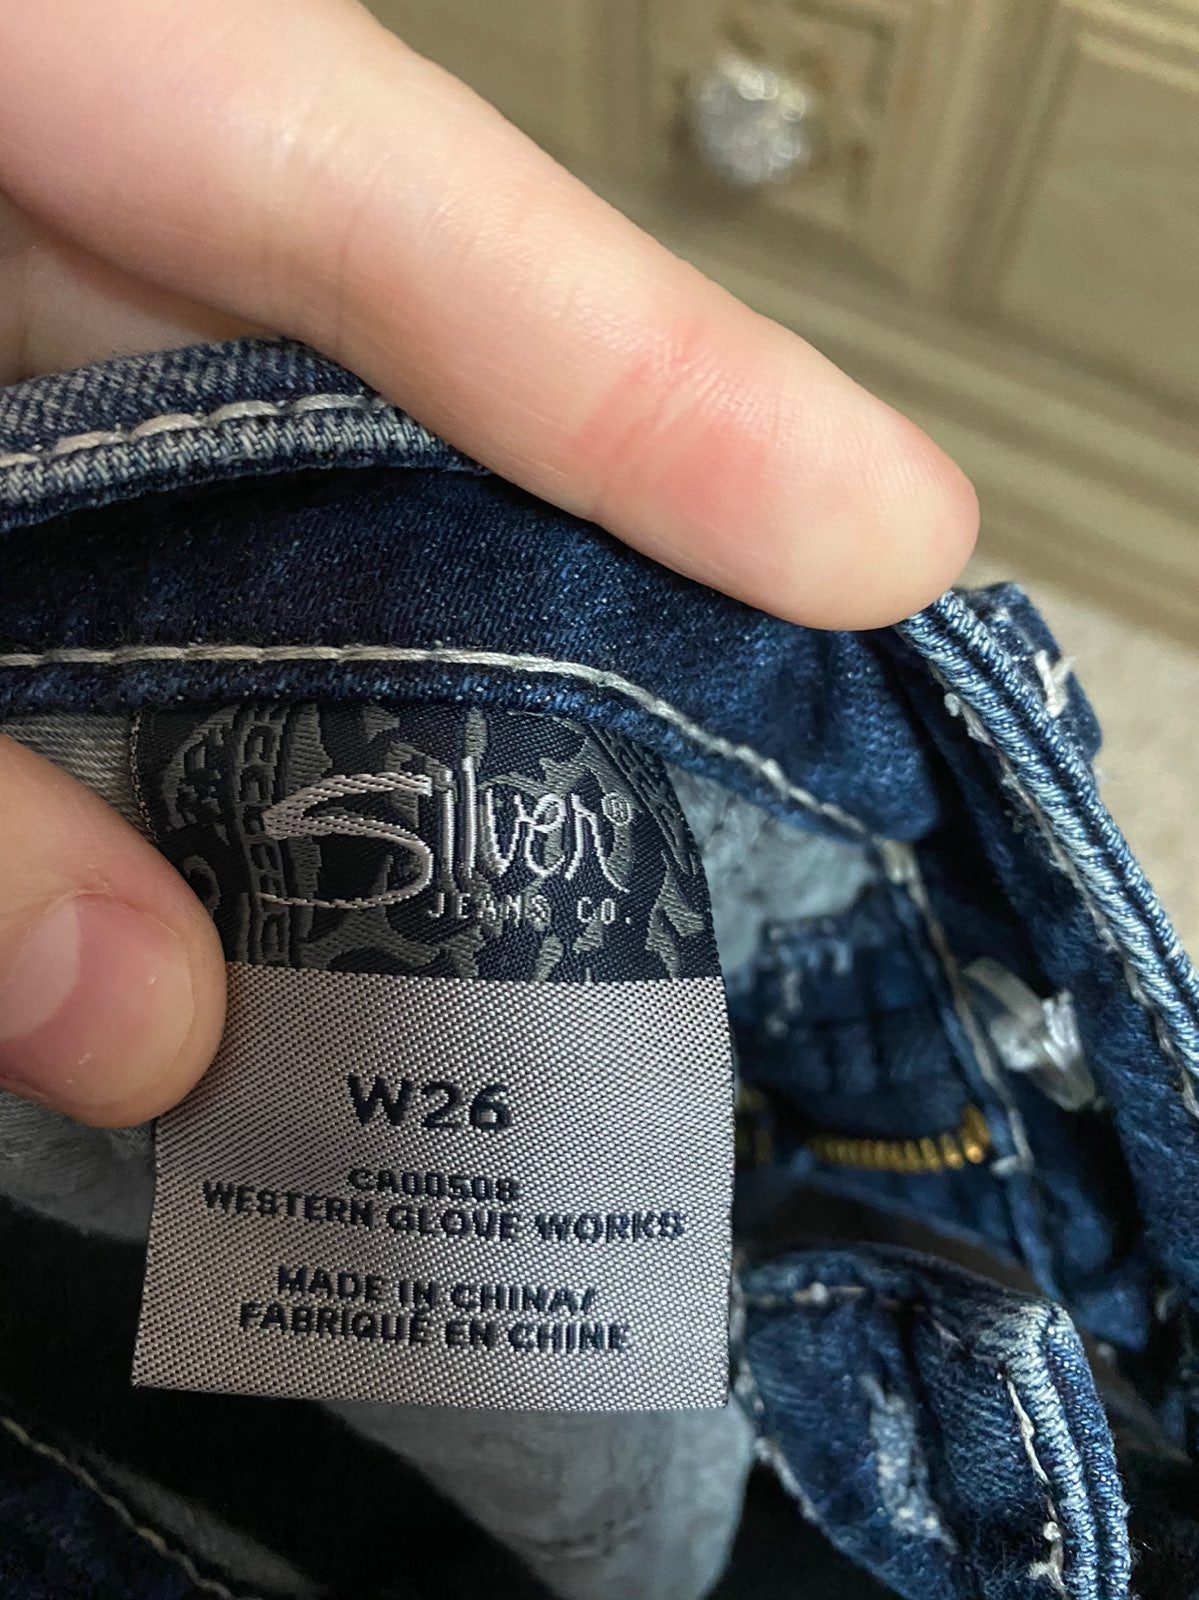 Silver®
JEANS CO.
W26
CA00508
WESTERN GLOVE WORKS
MADE IN CHINA/
FABRIQUÉ EN CHINE